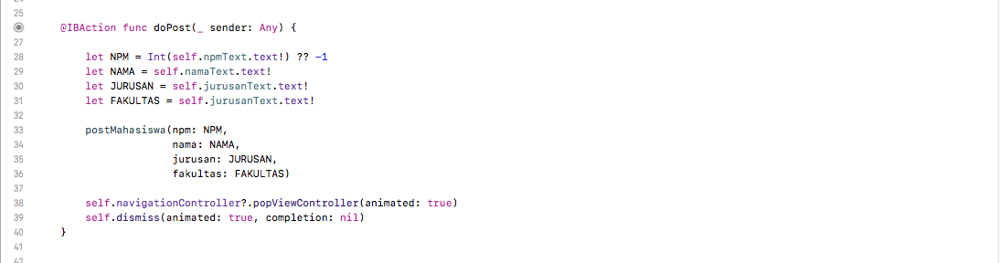 25
@IBAction func doPost(_ sender: Any) {
27
28 let NPM = Int(self.npmText.text!) ?? -1
29 let NAMA = self.namaText.text!
30 let JURUSAN = self.jurusanText.text!
31 let FAKULTAS = self.jurusanText.text!
32
33 postMahasiswa(npm: NPM,
34 nama: NAMA,
35 jurusan: JURUSAN,
36 fakultas: FAKULTAS)
37
38 self.navigationController?.popViewController(animated: true)
39 self.dismiss(animated: true, completion: nil)
40 }
41
42